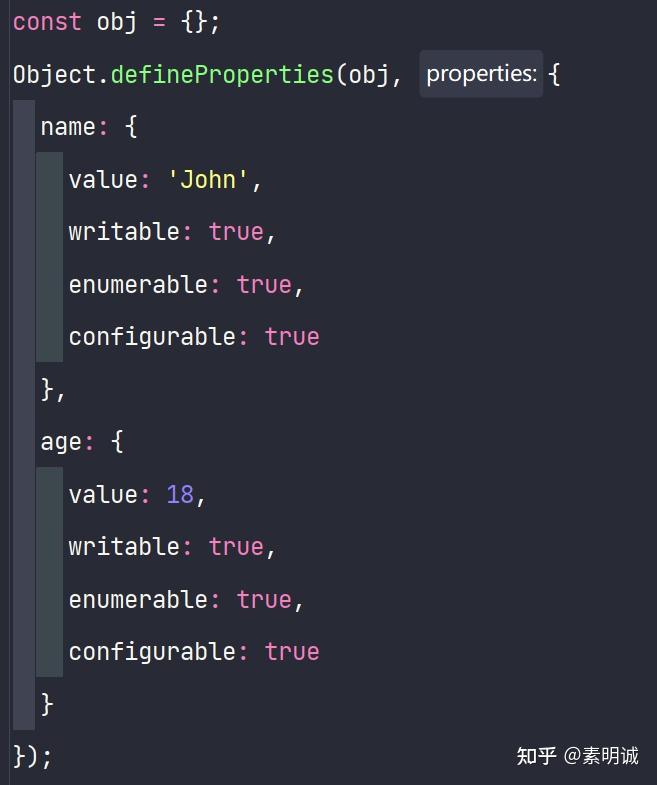 const obj = {};
Object.defineProperties(obj, properties: {
name: {
value: 'John',
writable: true,
enumerable: true,
configurable: true
},
age: {
value: 18,
writable: true,
enumerable: true,
configurable: true
}
});
知乎 @素明诚